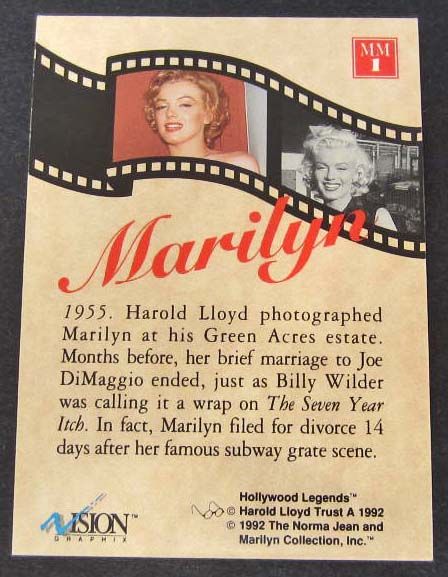 MM
1
Marilyn
1955. Harold Lloyd photographed
Marilyn at his Green Acres estate.
Months before, her brief marriage to Joe
DiMaggio ended, just as Billy Wilder
was calling it a wrap on The Seven Year
Itch. In fact, Marilyn filed for divorce 14
days after her famous subway grate scene.
VISION™
GRAPHIX
Hollywood Legends™
© Harold Lloyd Trust A 1992
© 1992 The Norma Jean and
Marilyn Collection, Inc.™